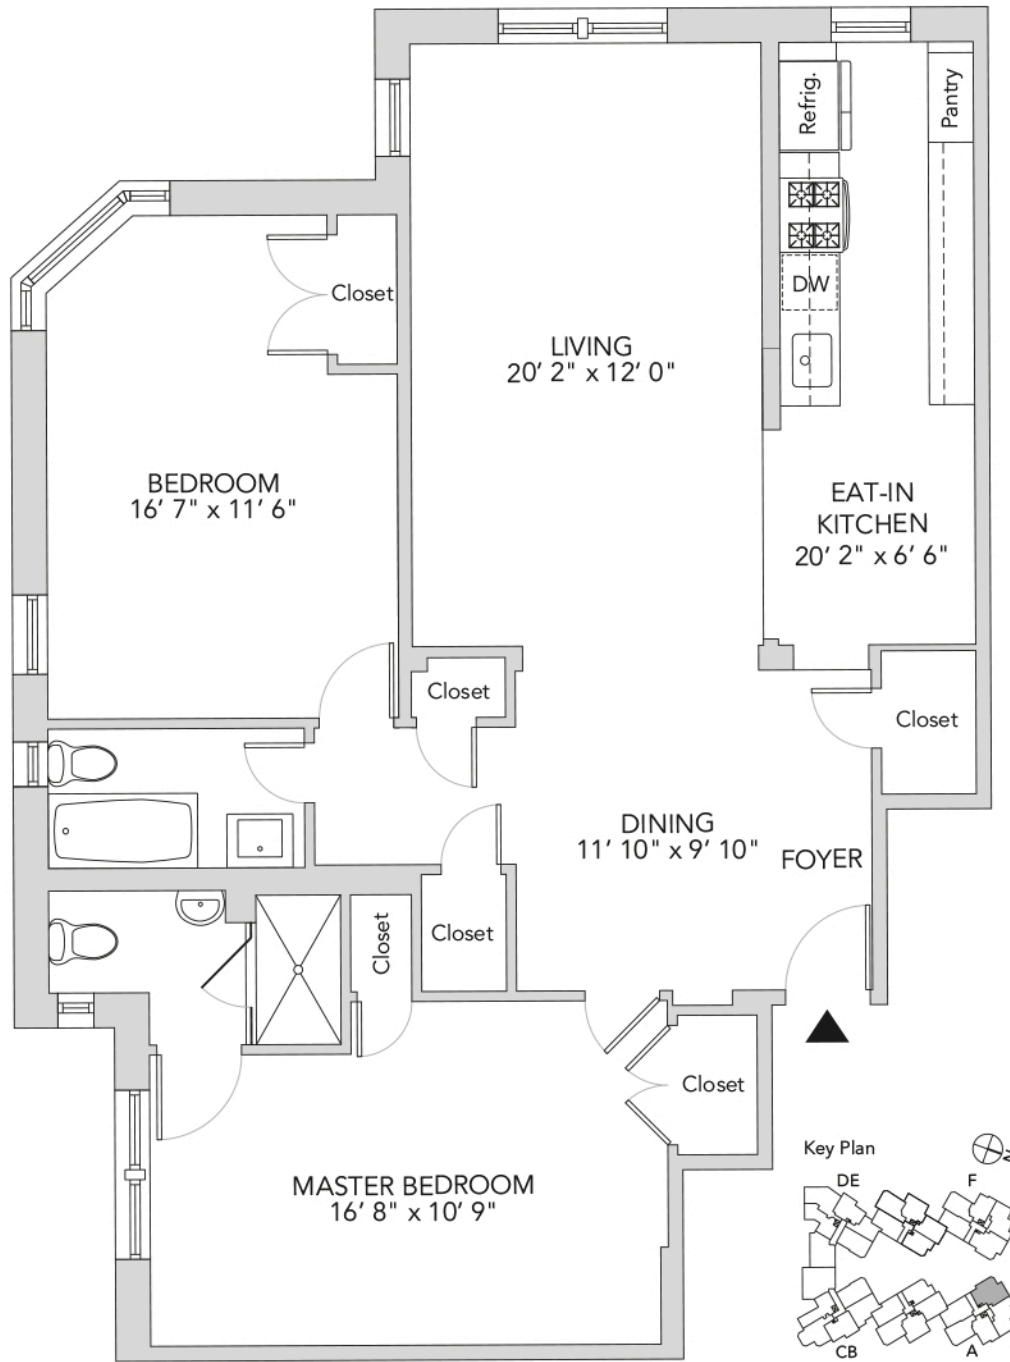 Refrig.
Pantry
Closet
DW
LIVING
20' 2" x 12' 0"
BEDROOM
16' 7" x 11' 6"
EAT-IN
KITCHEN
20' 2" x 6' 6"
Closet
Closet
DINING
11' 10" x 9' 10"
FOYER
Closet
Closet
Closet
MASTER BEDROOM
16' 8" x 10' 9"
Key Plan
N
DE
F
CB
A